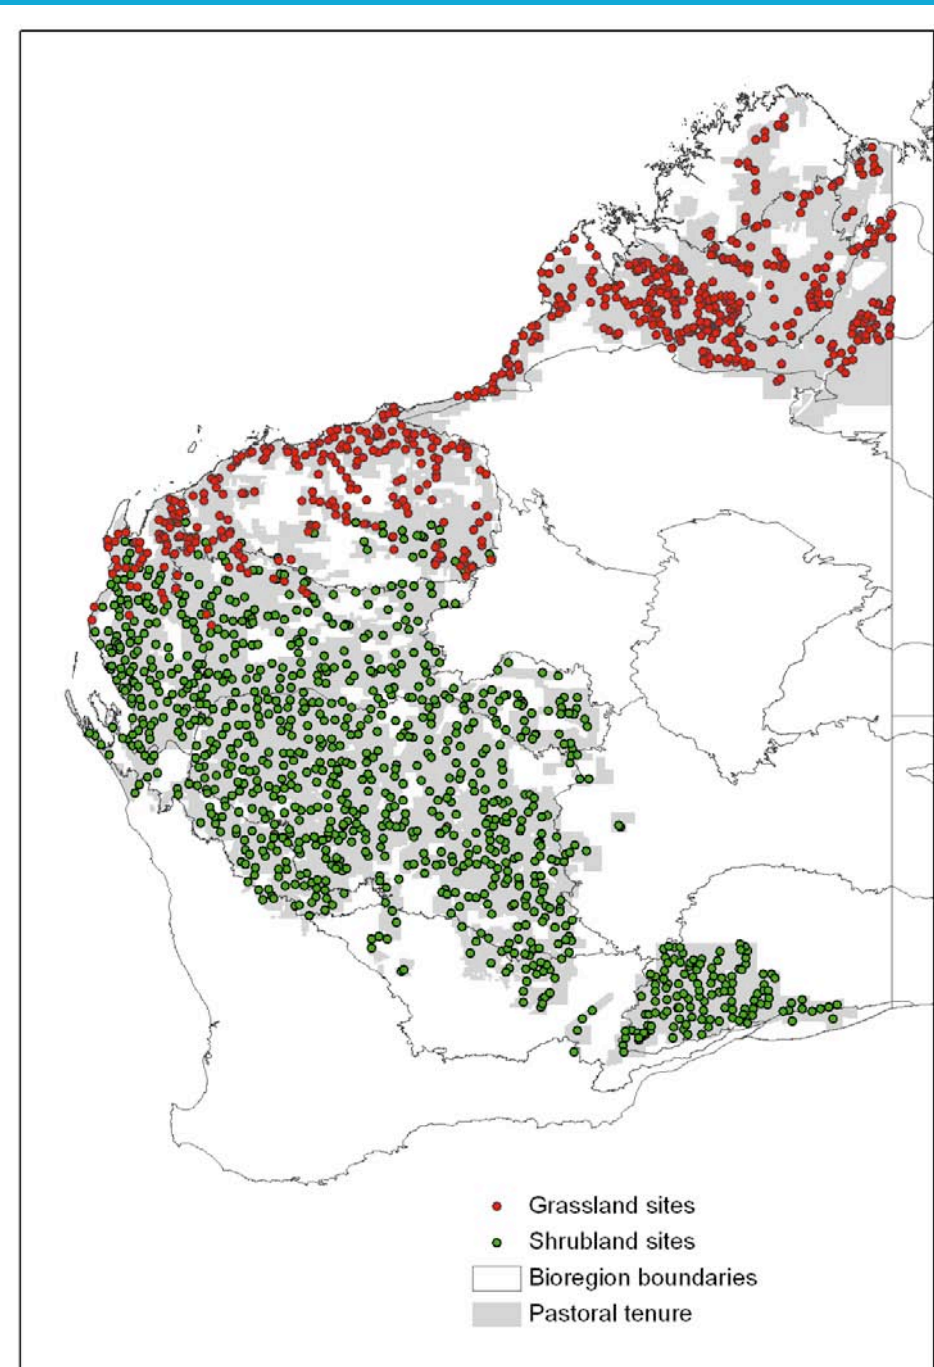 Grassland sites
Shrubland sites
Bioregion boundaries
Pastoral tenure